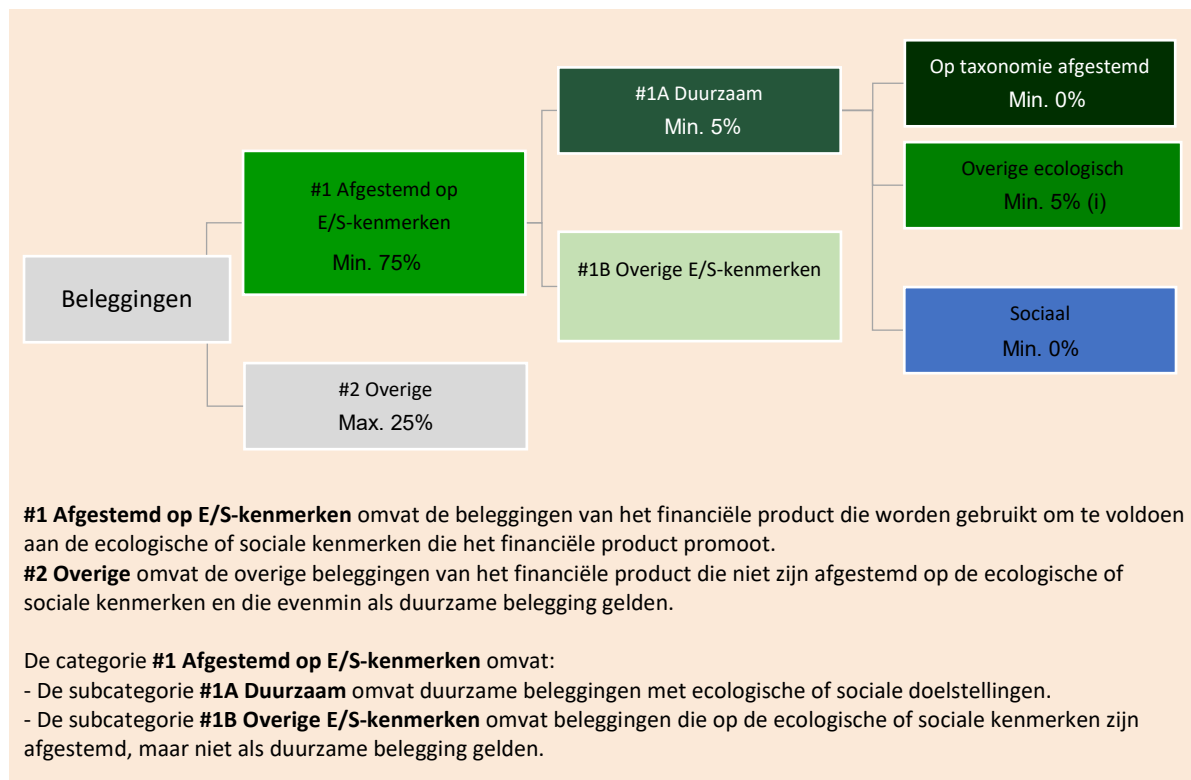 Beleggingen
#1 Afgestemd op
E/S-kenmerken
Min. 75%
#2 Overige
Max. 25%
#1A Duurzaam
Min. 5%
#1B Overige E/S-kenmerken
Op taxonomie afgestemd
Min. 0%
Overige ecologisch
Min. 5% (i)
Sociaal
Min. 0%
#1 Afgestemd op E/S-kenmerken omvat de beleggingen van het financiële product die worden gebruikt om te voldoen
aan de ecologische of sociale kenmerken die het financiële product promoot.
#2 Overige omvat de overige beleggingen van het financiële product die niet zijn afgestemd op de ecologische of
sociale kenmerken en die evenmin als duurzame belegging gelden.
De categorie #1 Afgestemd op E/S-kenmerken omvat:
- De subcategorie #1A Duurzaam omvat duurzame beleggingen met ecologische of sociale doelstellingen.
- De subcategorie #1B Overige E/S-kenmerken omvat beleggingen die op de ecologische of sociale kenmerken zijn
afgestemd, maar niet als duurzame belegging gelden.